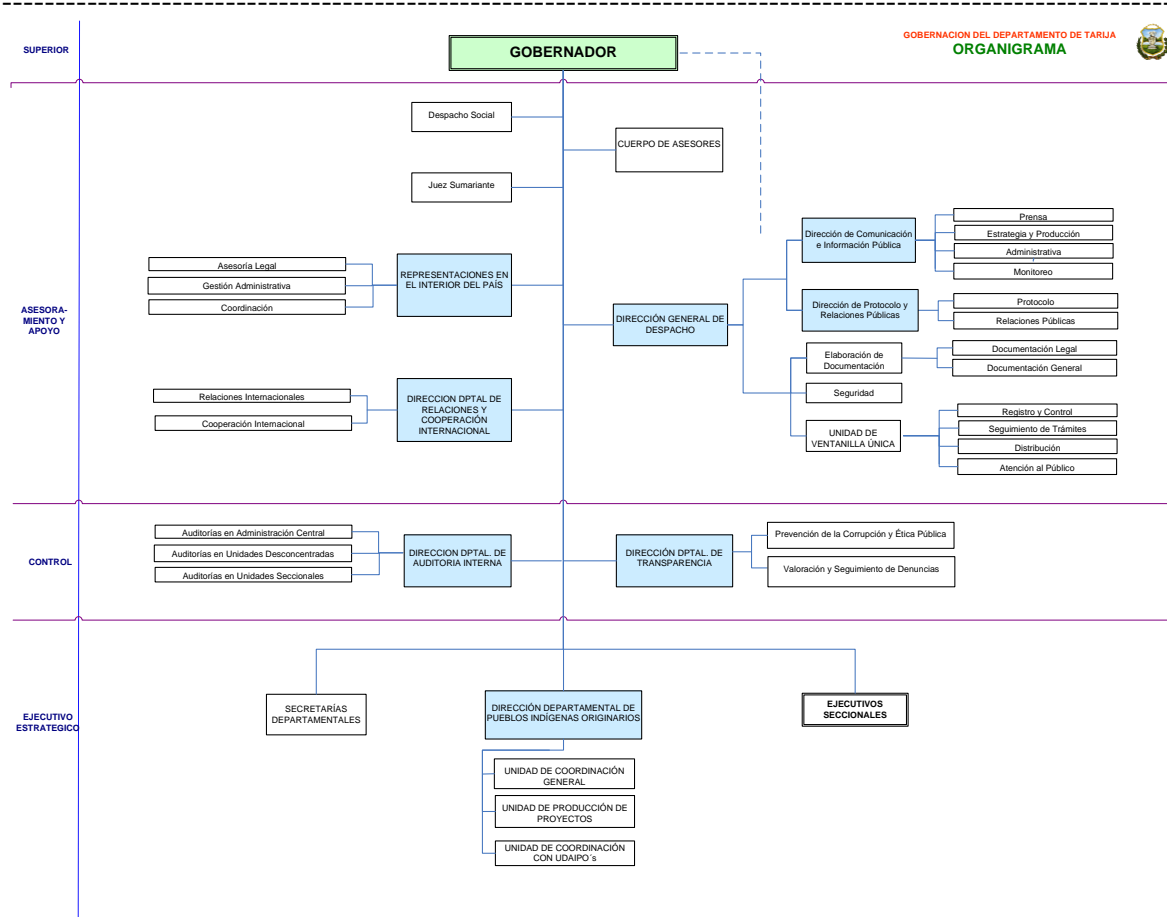 SUPERIOR
GOBERNADOR
GOBERNACION DEL DEPARTAMENTO DE TARIJA
ORGANIGRAMA
Despacho Social
CUERPO DE ASESORES
Juez Sumariante
ASESORA-
MIENTO Y
APOYO
REPRESENTACIONES EN
EL INTERIOR DEL PAÍS
Asesoría Legal
Gestión Administrativa
Coordinación
DIRECCION DPTAL DE
RELACIONES Y
COOPERACIÓN
INTERNACIONAL
Relaciones Internacionales
Cooperación Internacional
DIRECCIÓN GENERAL DE
DESPACHO
Dirección de Comunicación
e Información Pública
Prensa
Estrategia y Producción
Administrativa
Monitoreo
Dirección de Protocolo y
Relaciones Públicas
Protocolo
Relaciones Públicas
Elaboración de
Documentación
Documentación Legal
Documentación General
Seguridad
UNIDAD DE
VENTANILLA ÚNICA
Registro y Control
Seguimiento de Trámites
Distribución
Atención al Público
CONTROL
Auditorías en Administración Central
Auditorías en Unidades Desconcentradas
Auditorías en Unidades Seccionales
DIRECCION DPTAL. DE
AUDITORIA INTERNA
DIRECCIÓN DPTAL. DE
TRANSPARENCIA
Prevención de la Corrupción y Ética Pública
Valoración y Seguimiento de Denuncias
EJECUTIVO
ESTRATEGICO
SECRETARÍAS
DEPARTAMENTALES
DIRECCIÓN DEPARTAMENTAL DE
PUEBLOS INDÍGENAS ORIGINARIOS
EJECUTIVOS
SECCIONALES
UNIDAD DE COORDINACIÓN
GENERAL
UNIDAD DE PRODUCCIÓN DE
PROYECTOS
UNIDAD DE COORDINACIÓN
CON UDAIPO´s